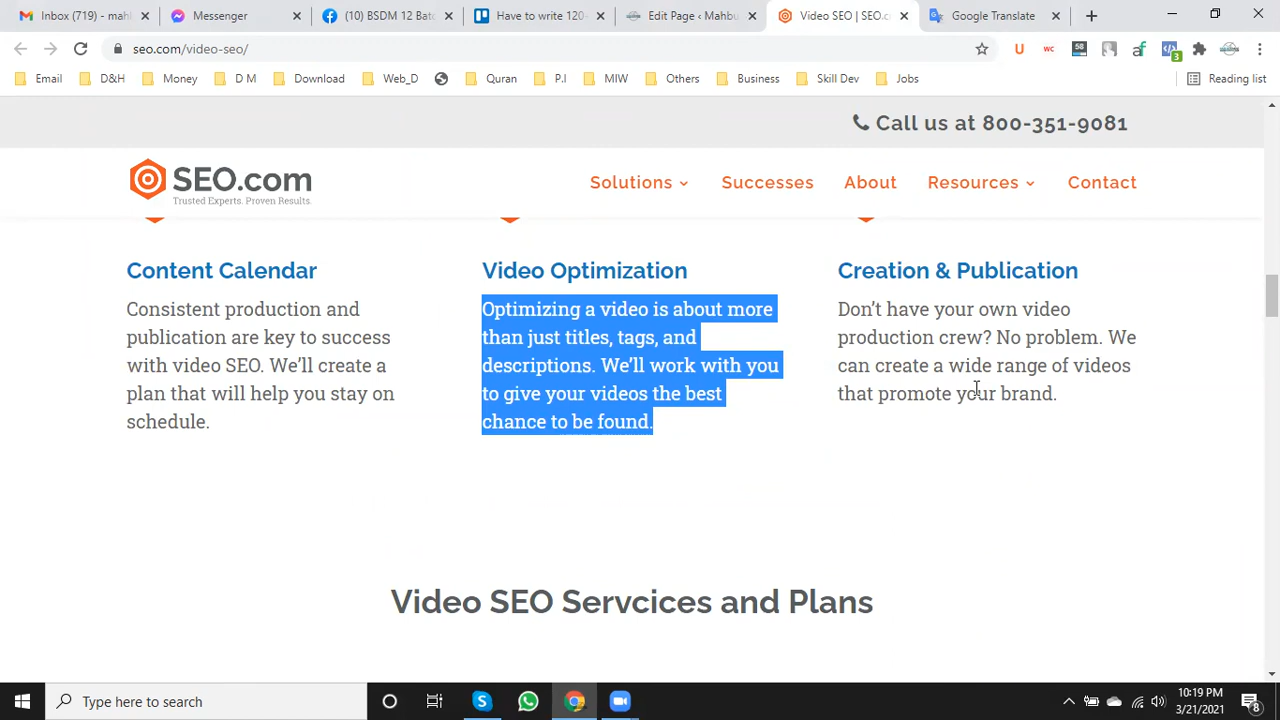 Inbox (719) - mahl
Messenger
(10) BSDM 12 Batc
Have to write 120-
Edit Page ‹ Mahbu
Video SEO | SEO.c
Google Translate
seo.com/video-seo/
U
wc
58
af
3
Email
D&H
Money
D M
Download
Web_D
Quran
P.I
MIW
Others
Business
Skill Dev
Jobs
Reading list
Call us at 800-351-9081
SEO.com
Trusted Experts. Proven Results.
Solutions
Successes
About
Resources
Contact
Content Calendar
Consistent production and
publication are key to success
with video SEO. We'll create a
plan that will help you stay on
schedule.
Video Optimization
Optimizing a video is about more
than just titles, tags, and
descriptions. We'll work with you
to give your videos the best
chance to be found.
Creation & Publication
Don't have your own video
production crew? No problem. We
can create a wide range of videos
that promote your brand.
Video SEO Servcices and Plans
Type here to search
10:19 PM
3/21/2021
8